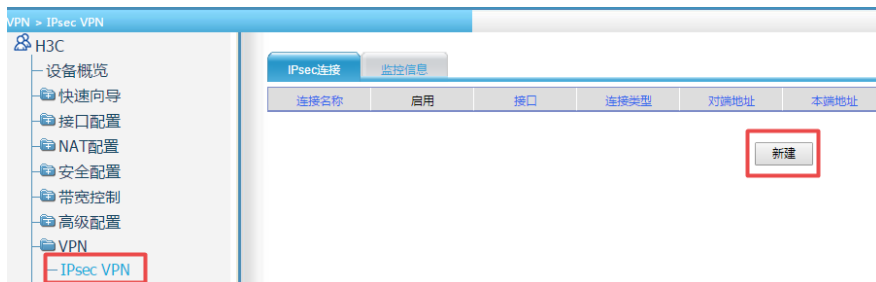 VPN > IPsec VPN
H3C
设备概览
快速向导
接口配置
NAT配置
安全配置
带宽控制
高级配置
VPN
IPsec VPN
IPsec连接 监控信息
连接名称 启用 接口 连接类型 对端地址 本端地址
新建